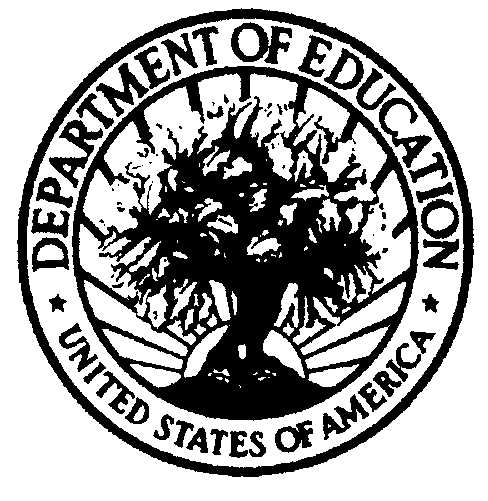 DEPARTMENT OF EDUCATION
UNITED STATES OF AMERICA